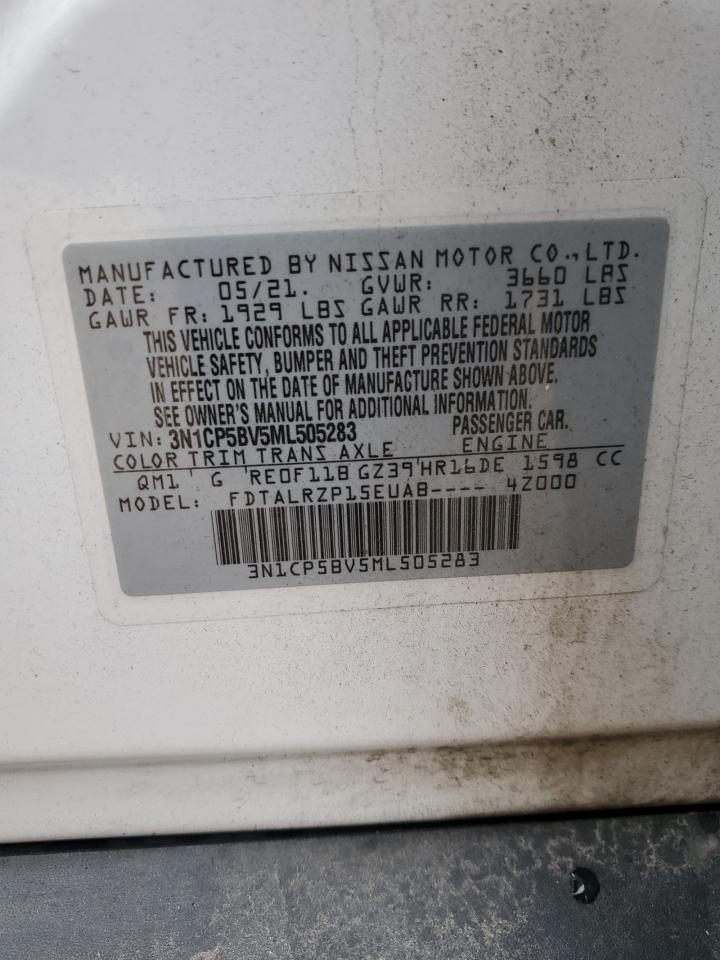 MANUFACTURED BY NISSAN MOTOR CO.,LTD.
DATE: 05/21. GVWR: 3660 LBS
GAWR FR: 1929 LBS GAWR RR: 1731 LBS
THIS VEHICLE CONFORMS TO ALL APPLICABLE FEDERAL MOTOR
VEHICLE SAFETY, BUMPER AND THEFT PREVENTION STANDARDS
IN EFFECT ON THE DATE OF MANUFACTURE SHOWN ABOVE.
SEE OWNER'S MANUAL FOR ADDITIONAL INFORMATION.
VIN: 3N1CP5BV5ML505283 PASSENGER CAR.
COLOR TRIM TRANS AXLE ENGINE
QM1 G RE0F11B GZ39 HR16DE 1598 CC
MODEL: FDTALRZP15EUAB---- 4Z000
3N1CP5BV5ML505283